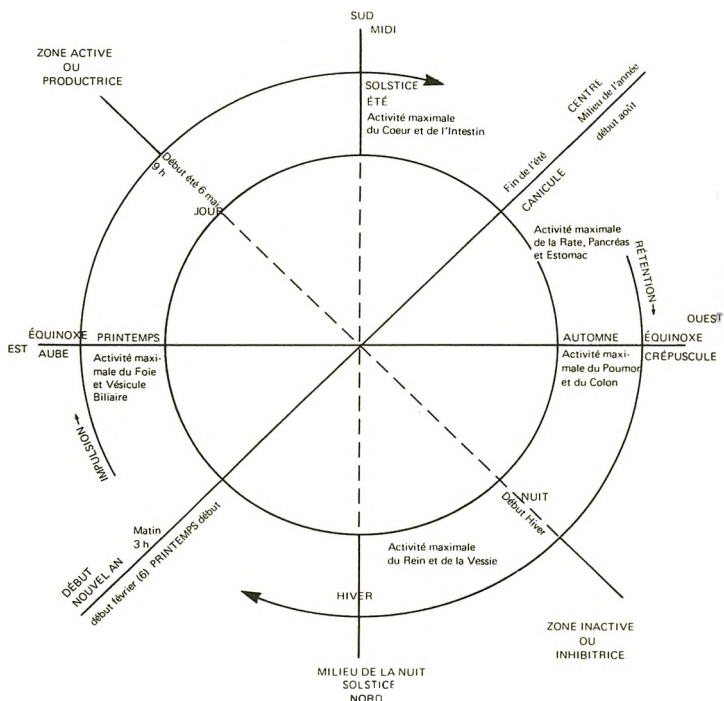 SUD
MIDI
ZONE ACTIVE
OU
PRODUCTRICE
SOLSTICE
ÉTÉ
Activité maximale
du Coeur et de l'Intestin
CENTRE
Milieu de l'année
début août
Fin de l'été
CANICULE
Début été 6 mai
9 h
JOUR
Activité maximale
de la Rate, Pancréas
et Estomac
RÉTENTION
OUEST
EST
ÉQUINOXE
AUBE
PRINTEMPS
Activité maxi-
male du Foie
et Vésicule
Biliaire
AUTOMNE
Activité maxi-
male du Poumor
et du Colon
ÉQUINOXE
CRÉPUSCULE
IMPULSION
Matin
3 h
DÉBUT
NOUVEL AN
début février (6) PRINTEMPS début
NUIT
Début Hiver
Activité maximale
du Rein et de la Vessie
HIVER
ZONE INACTIVE
OU
INHIBITRICE
MILIEU DE LA NUIT
SOLSTICE
NORD